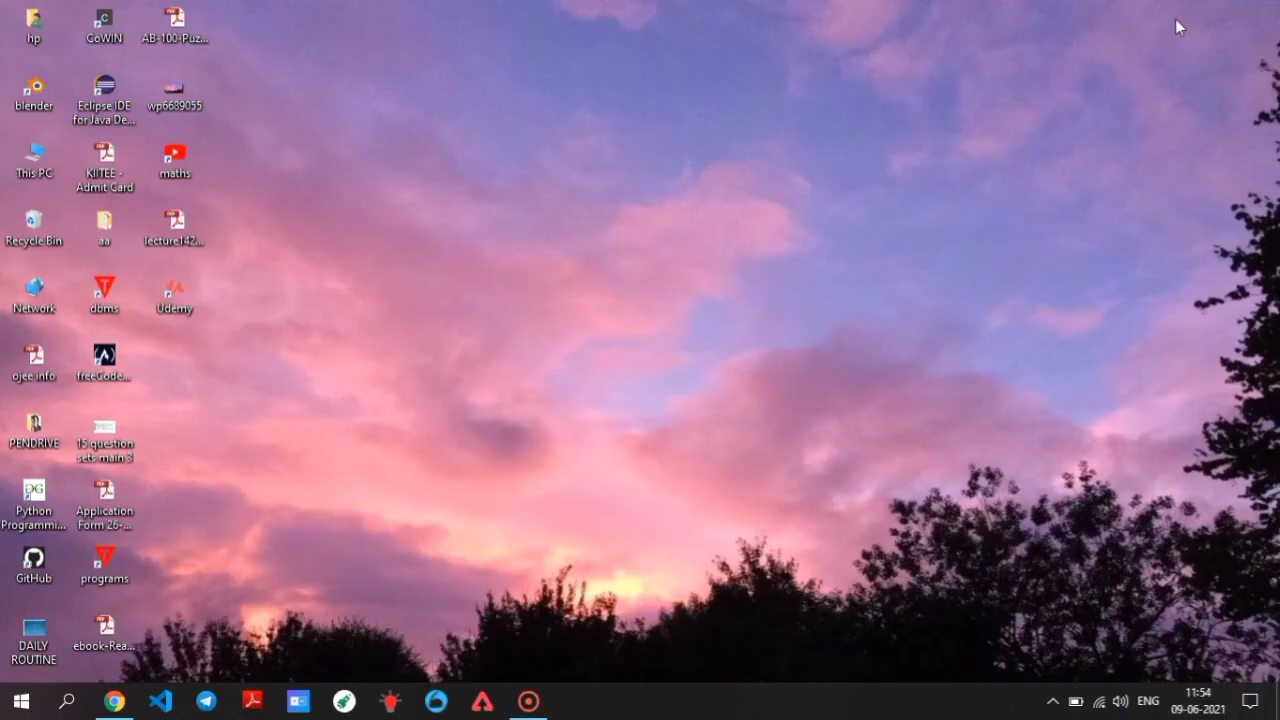 hp
CoWIN
AB-100-Puz...
blender
Eclipse IDE
for Java De...
wp6689055
This PC
KIITEE -
Admit Card
maths
Recycle Bin
aa
lecture142...
Network
dbms
Udemy
ojee info
freeCode...
PENDRIVE
15 question
sets main 3
Python
Programmi...
Application
Form 26-...
GitHub
programs
DAILY
ROUTINE
ebook-Rea...
ENG
11:54
09-06-2021